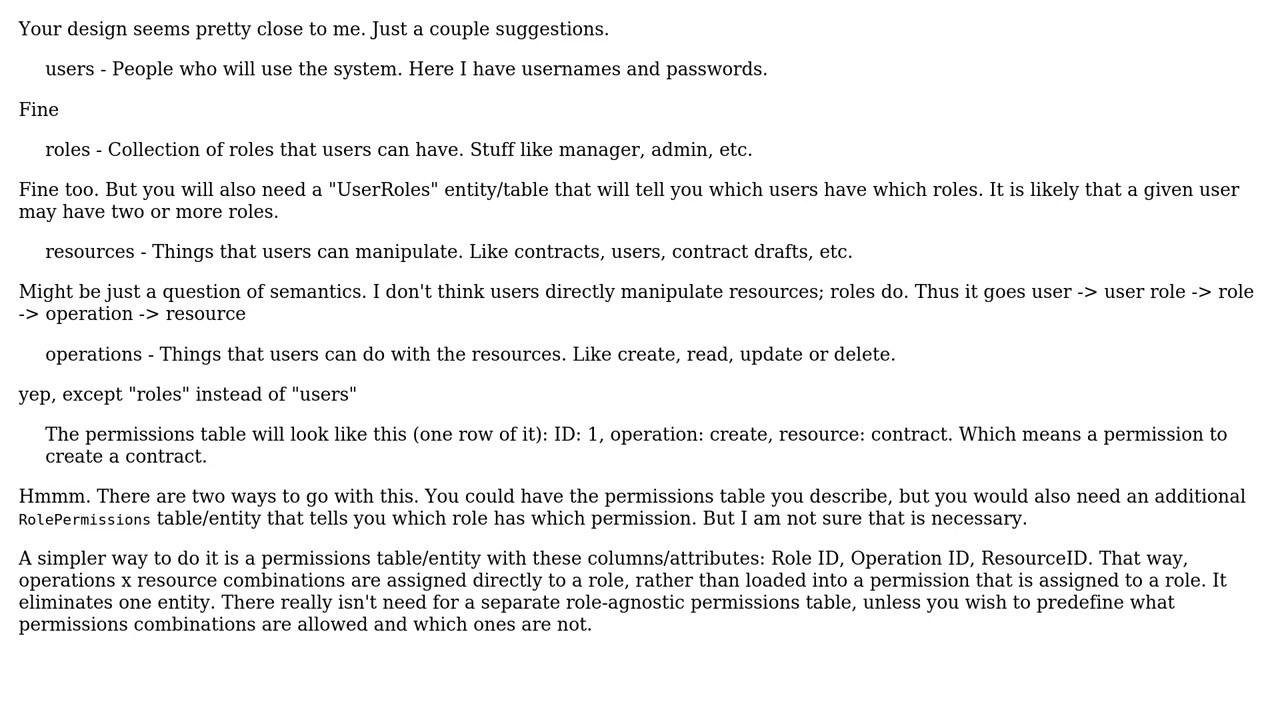 Your design seems pretty close to me. Just a couple suggestions.
users - People who will use the system. Here I have usernames and passwords.
Fine
roles - Collection of roles that users can have. Stuff like manager, admin, etc.
Fine too. But you will also need a "UserRoles" entity/table that will tell you which users have which roles. It is likely that a given user
may have two or more roles.
resources - Things that users can manipulate. Like contracts, users, contract drafts, etc.
Might be just a question of semantics. I don't think users directly manipulate resources; roles do. Thus it goes user -> user role -> role
-> operation -> resource
operations - Things that users can do with the resources. Like create, read, update or delete.
yep, except "roles" instead of "users"
The permissions table will look like this (one row of it): ID: 1, operation: create, resource: contract. Which means a permission to
create a contract.
Hmmm. There are two ways to go with this. You could have the permissions table you describe, but you would also need an additional
RolePermissions table/entity that tells you which role has which permission. But I am not sure that is necessary.
A simpler way to do it is a permissions table/entity with these columns/attributes: Role ID, Operation ID, ResourceID. That way,
operations x resource combinations are assigned directly to a role, rather than loaded into a permission that is assigned to a role. It
eliminates one entity. There really isn't need for a separate role-agnostic permissions table, unless you wish to predefine what
permissions combinations are allowed and which ones are not.